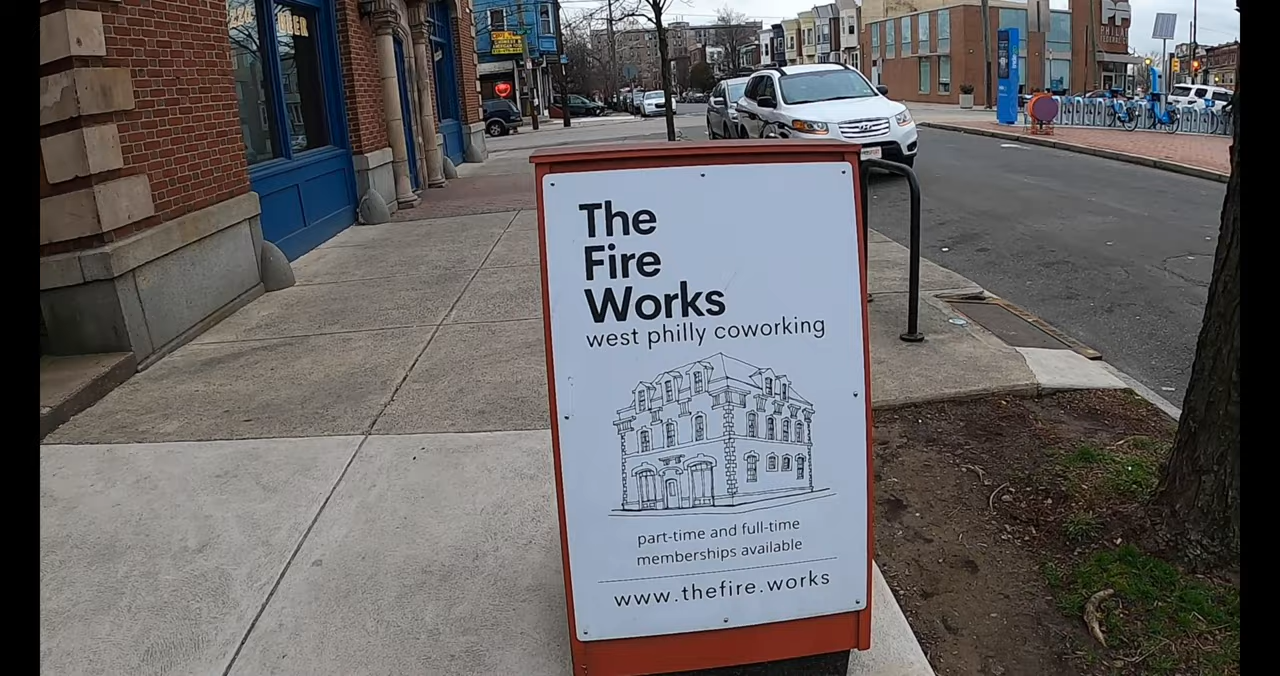 The
Fire
Works
west philly coworking
part-time and full-time
memberships available
www.thefire.works